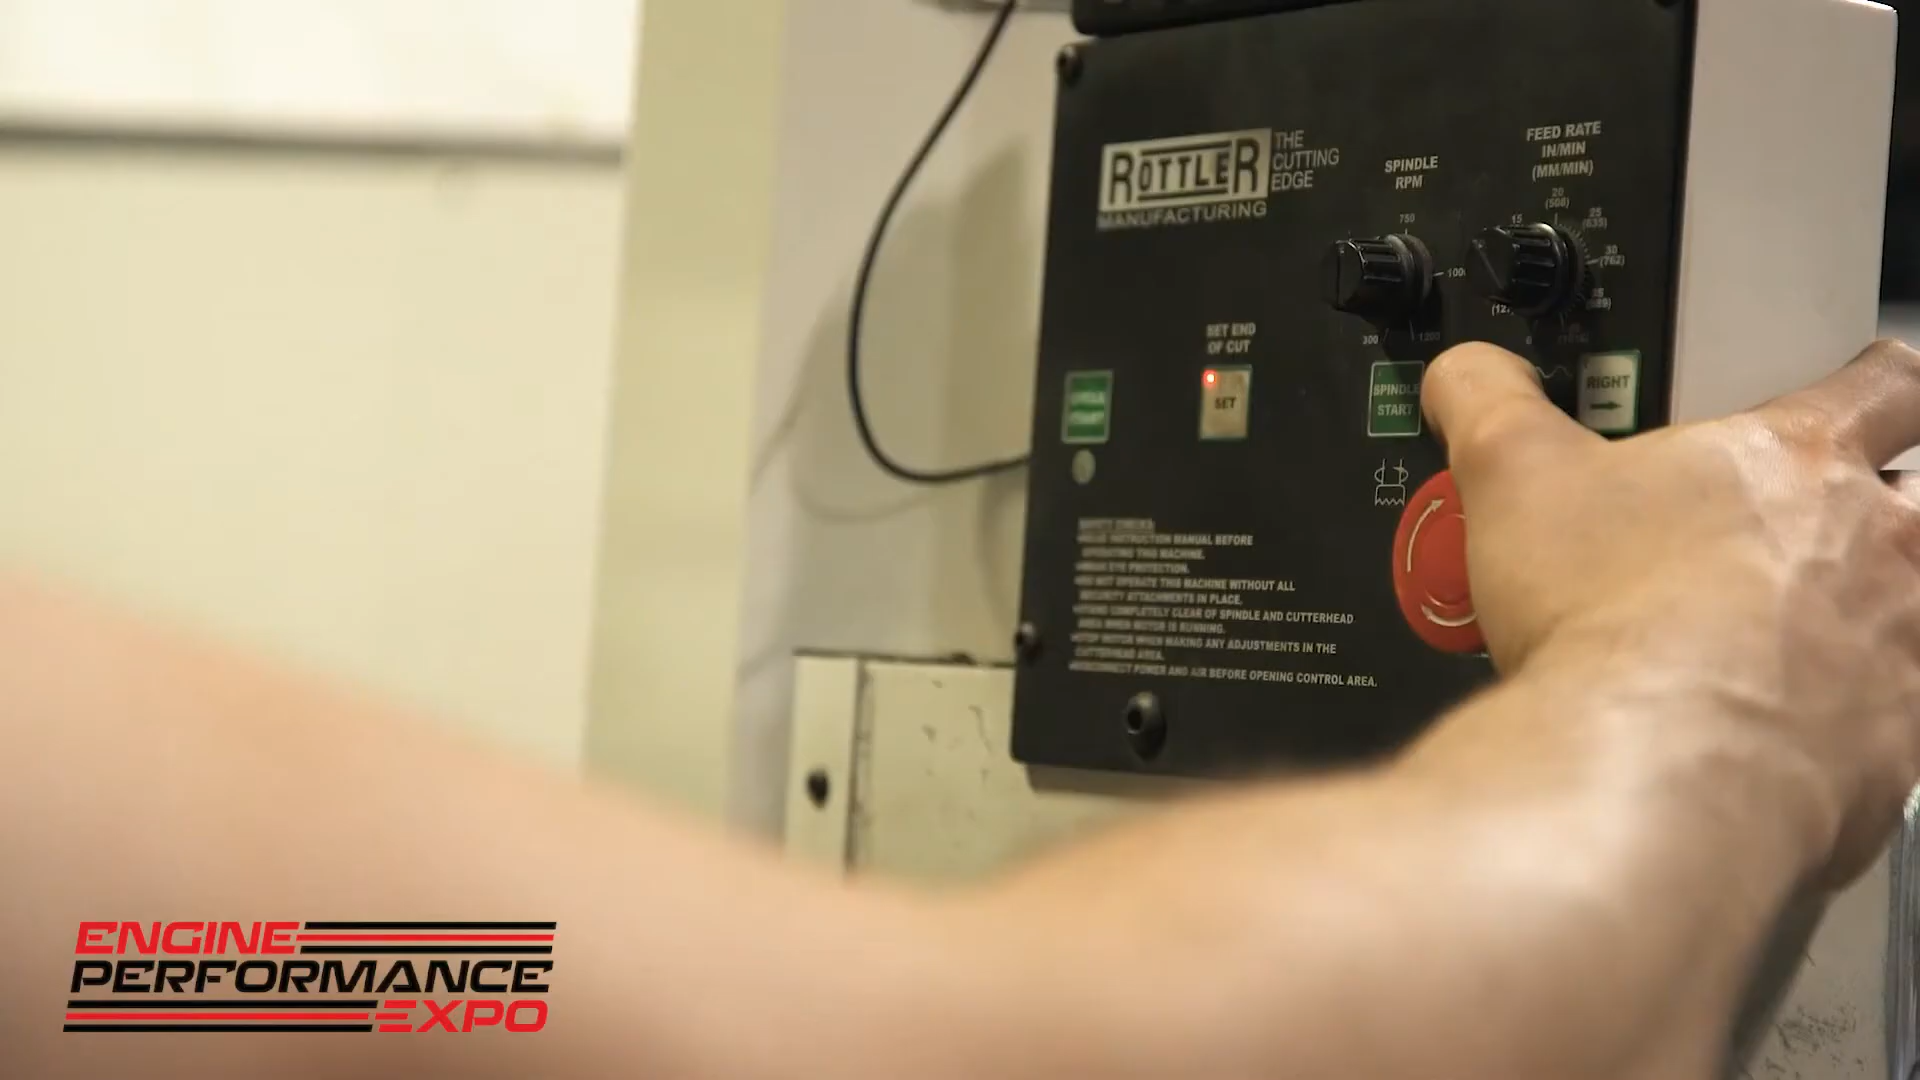 ROTTLER
MANUFACTURING
THE
CUTTING
EDGE
SPINDLE
RPM
750
1000
300
1200
FEED RATE
IN/MIN
(MM/MIN)
15
20
(508)
25
(635)
30
(762)
SET END
OF CUT
SET
SPINDLE
START
RIGHT
READ INSTRUCTION MANUAL BEFORE
OPERATING THIS MACHINE.
WEAR EYE PROTECTION.
DO NOT OPERATE THIS MACHINE WITHOUT ALL
SECURITY ATTACHMENTS IN PLACE.
STAND COMPLETELY CLEAR OF SPINDLE AND CUTTERHEAD
AREA WHEN MOTOR IS RUNNING.
STOP MOTOR WHEN MAKING ANY ADJUSTMENTS IN THE
CUTTERHEAD AREA.
DISCONNECT POWER AND AIR BEFORE OPENING CONTROL AREA.
ENGINE
PERFORMANCE
EXPO